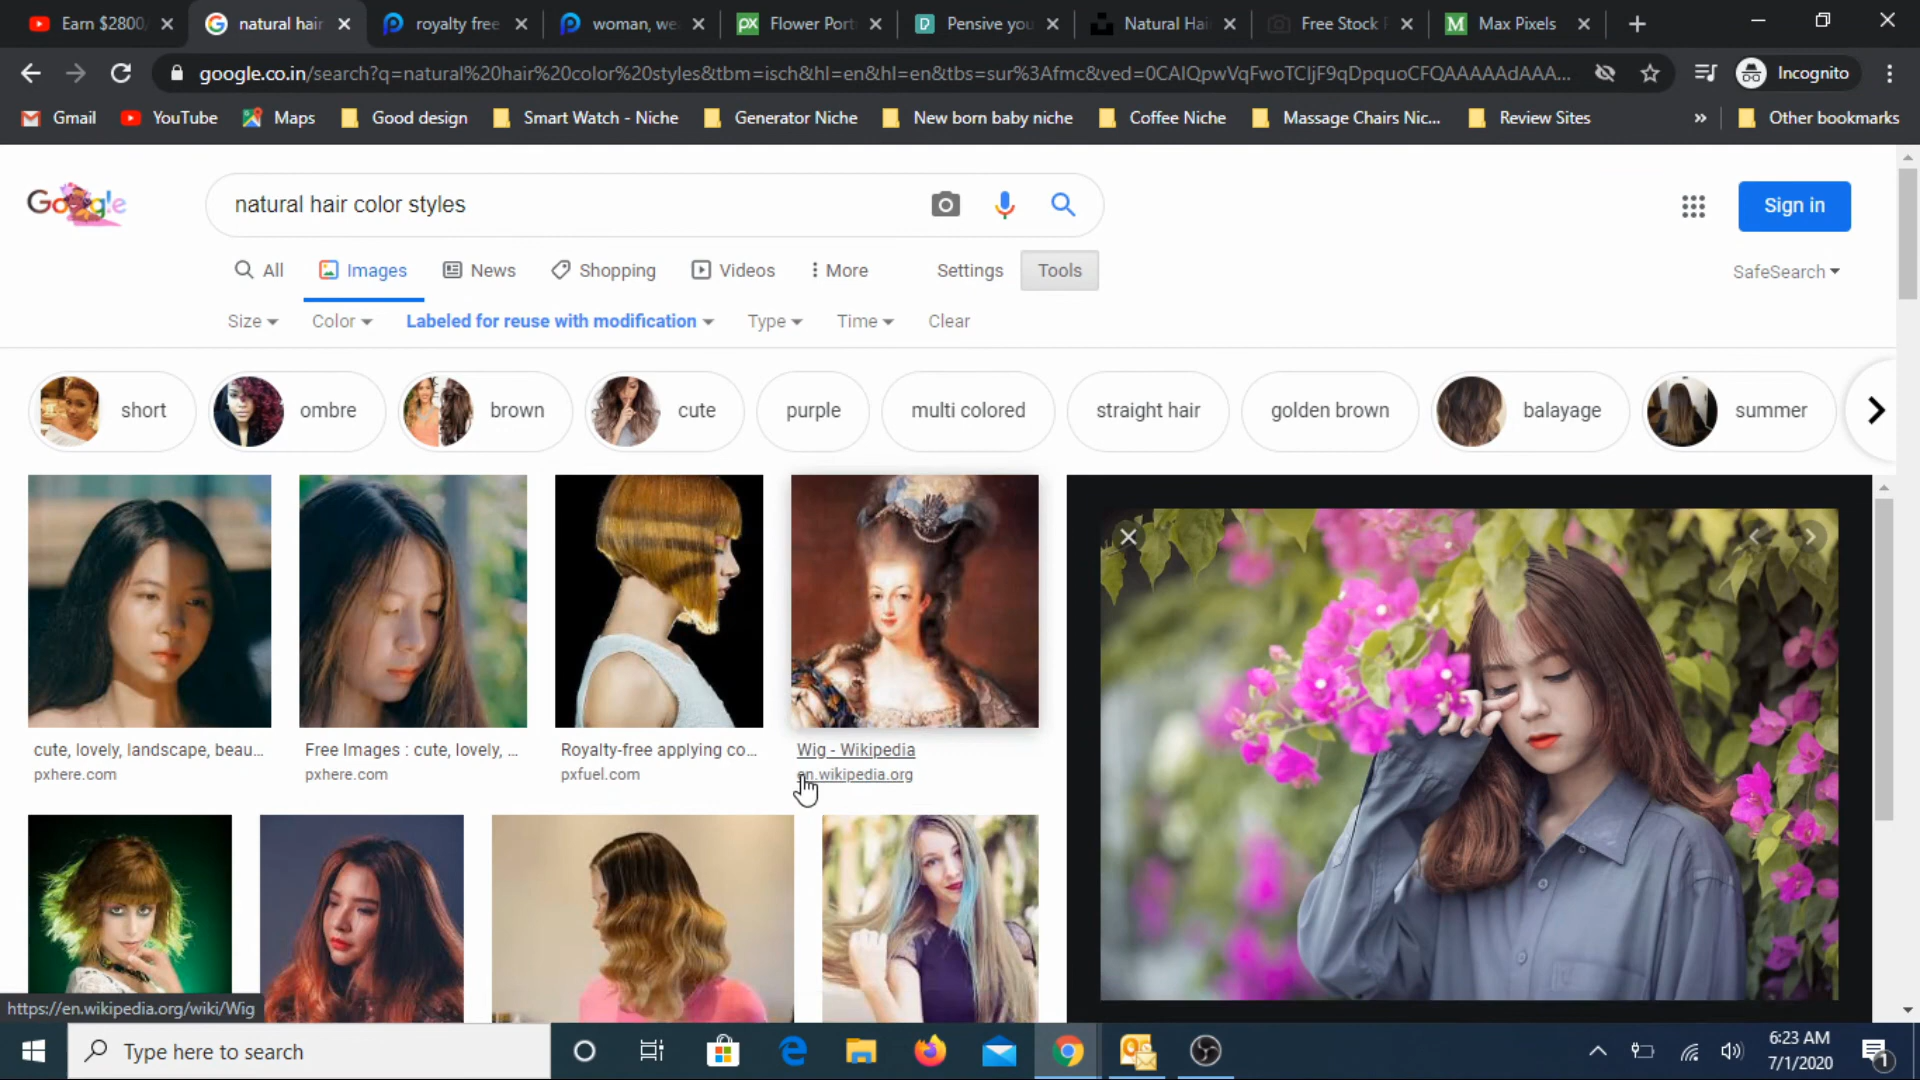 Earn $2800/
natural hair
royalty free
woman, we
Flower Port
Pensive you
Natural Hai
Free Stock P
Max Pixels
google.co.in/search?q=natural%20hair%20color%20styles&tbm=isch&hl=en&hl=en&tbs=sur%3Afmc&ved=0CAIQpwVqFwoTCIjF9qDpquoCFQAAAAAdAAA...
Incognito
Gmail
YouTube
Maps
Good design
Smart Watch - Niche
Generator Niche
New born baby niche
Coffee Niche
Massage Chairs Nic...
Review Sites
»
Other bookmarks
Google
natural hair color styles
Sign in
All
Images
News
Shopping
Videos
More
Settings
Tools
SafeSearch
Size
Color
Labeled for reuse with modification
Type
Time
Clear
short
ombre
brown
cute
purple
multi colored
straight hair
golden brown
balayage
summer
cute, lovely, landscape, beau...
pxhere.com
Free Images : cute, lovely, ...
pxhere.com
Royalty-free applying co...
pxfuel.com
Wig - Wikipedia
en.wikipedia.org
https://en.wikipedia.org/wiki/Wig
Type here to search
6:23 AM
7/1/2020
1